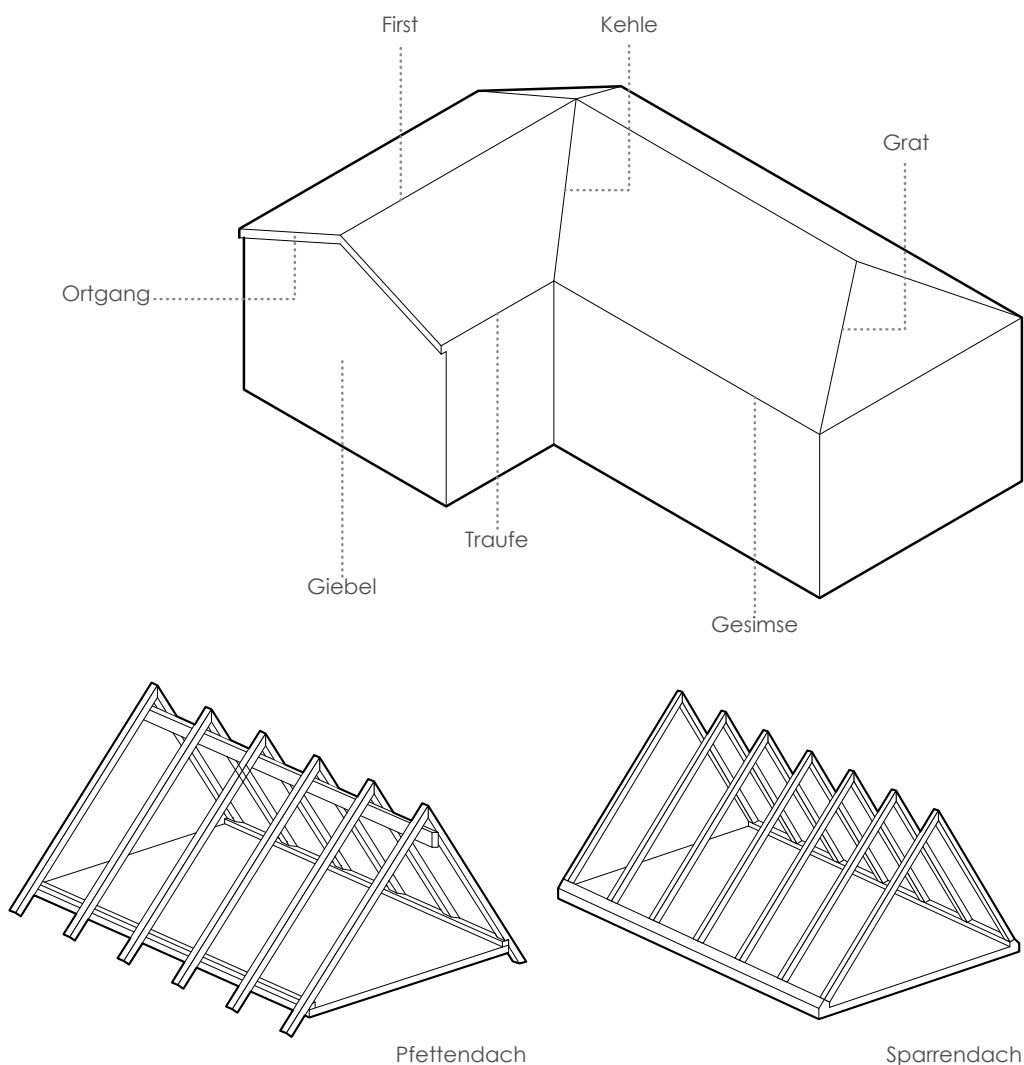 First
Kehle
Grat
Ortgang
Traufe
Giebel
Gesimse
Pfettendach
Sparrendach